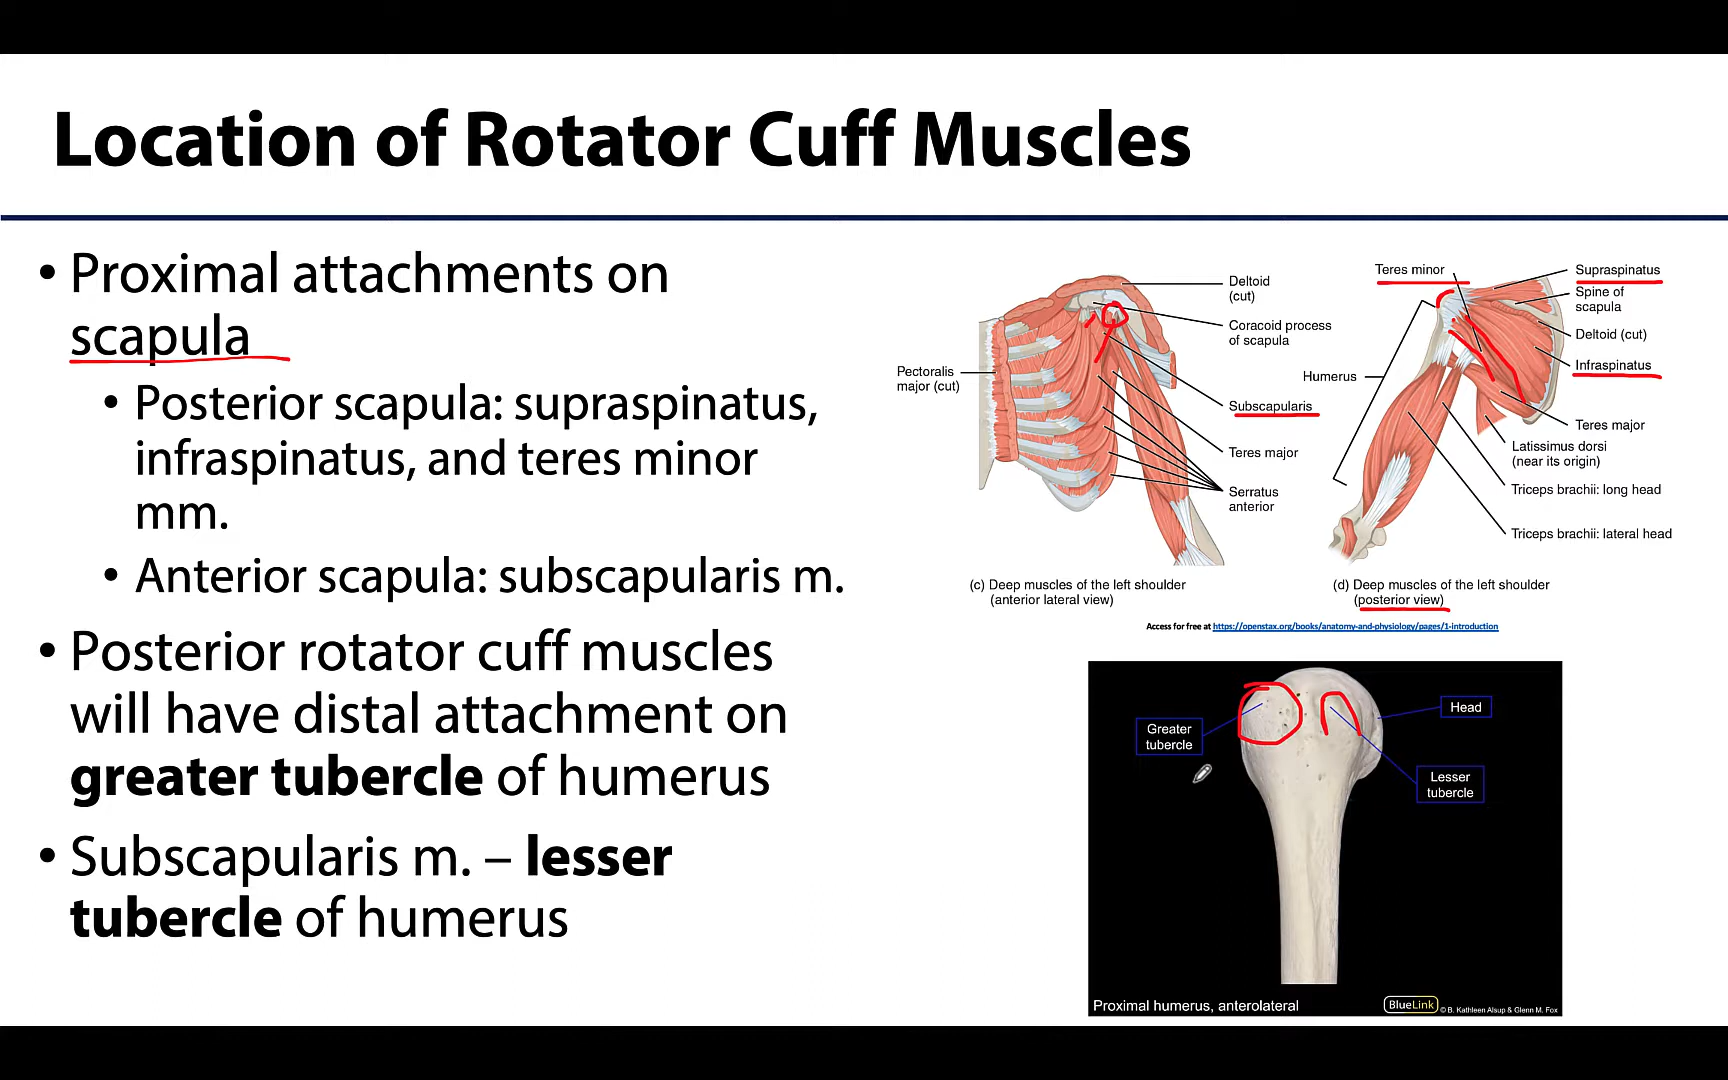 Location of Rotator Cuff Muscles
• Proximal attachments on
scapula
• Posterior scapula: supraspinatus,
infraspinatus, and teres minor
mm.
• Anterior scapula: subscapularis m.
• Posterior rotator cuff muscles
will have distal attachment on
greater tubercle of humerus
• Subscapularis m. – lesser
tubercle of humerus
Pectoralis
major (cut)
Deltoid
(cut)
Coracoid process
of scapula
Subscapularis
Teres major
Serratus
anterior
(c) Deep muscles of the left shoulder
(anterior lateral view)
Teres minor
Humerus
Supraspinatus
Spine of
scapula
Deltoid (cut)
Infraspinatus
Teres major
Latissimus dorsi
(near its origin)
Triceps brachii: long head
Triceps brachii: lateral head
(d) Deep muscles of the left shoulder
(posterior view)
Access for free at https://openstax.org/books/anatomy-and-physiology/pages/1-introduction
Greater
tubercle
Head
Lesser
tubercle
Proximal humerus, anterolateral
BlueLink © B. Kathleen Alsup & Glenn M. Fox